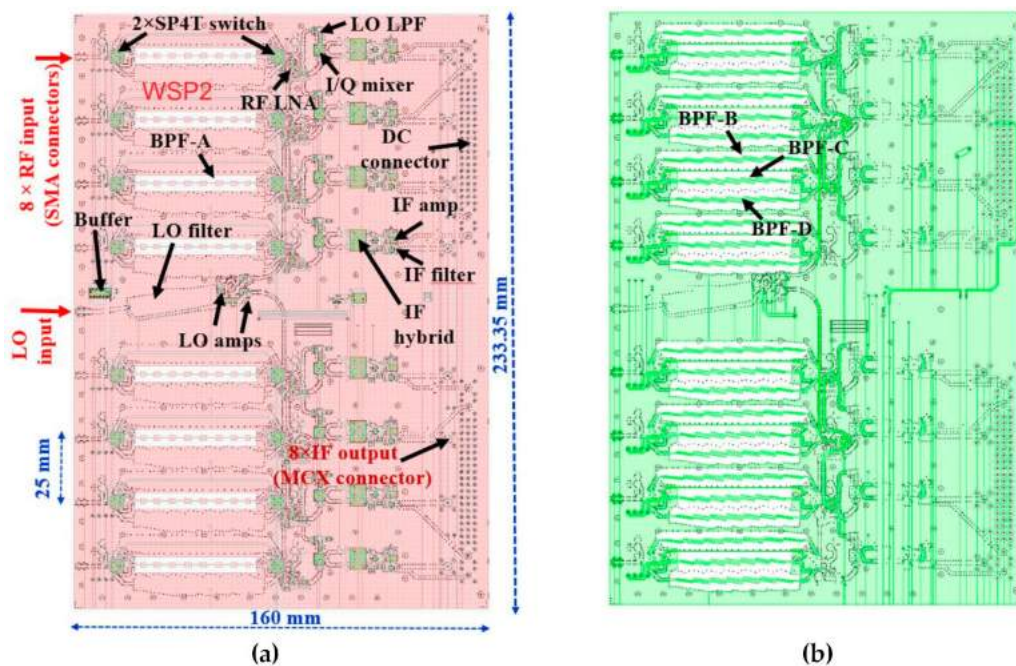 2×SP4T switch
LO LPF
WSP2
RF LNA
I/Q mixer
8 × RF input
(SMA connectors)
BPF-A
DC
connector
Buffer
LO filter
IF amp
IF filter
LO
input
LO amps
IF
hybrid
25 mm
8×IF output
(MCX connector)
233.35 mm
160 mm
(a)
BPF-B
BPF-C
BPF-D
(b)